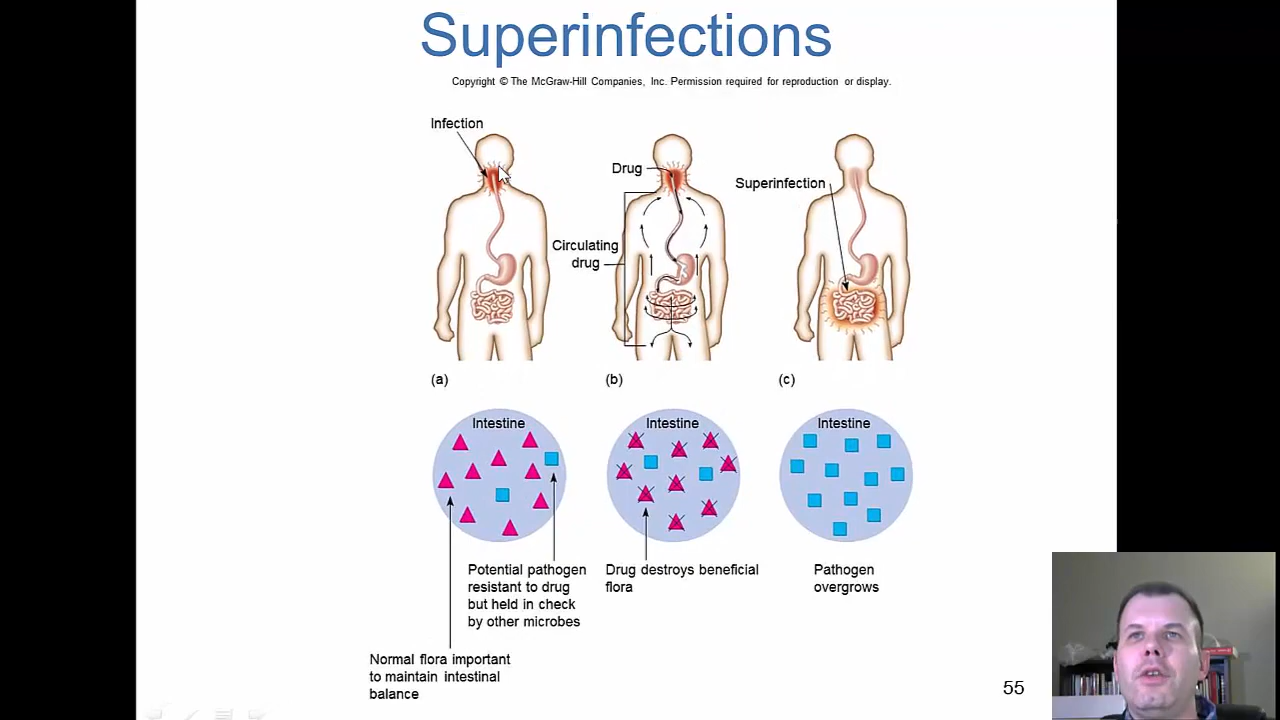 Superinfections
Copyright © The McGraw-Hill Companies, Inc. Permission required for reproduction or display.
Infection
Drug
Circulating
drug
Superinfection
(a)
(b)
(c)
Intestine
Intestine
Intestine
Potential pathogen
resistant to drug
but held in check
by other microbes
Drug destroys beneficial
flora
Pathogen
overgrows
Normal flora important
to maintain intestinal
balance
55